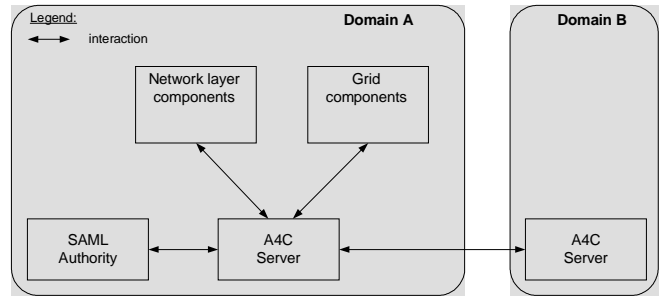 Legend:
interaction
Domain A
Domain B
Network layer
components
Grid
components
SAML
Authority
A4C
Server
A4C
Server